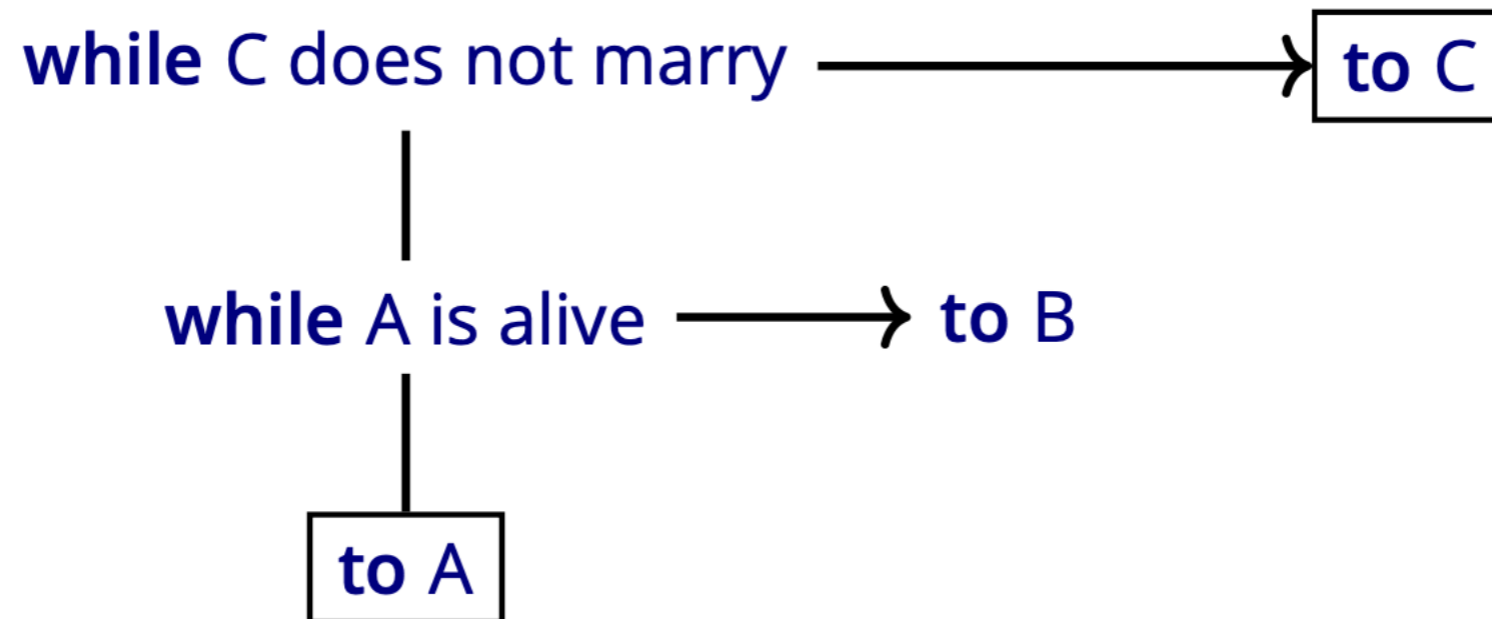 while C does not marry
to C
while A is alive
to B
to A